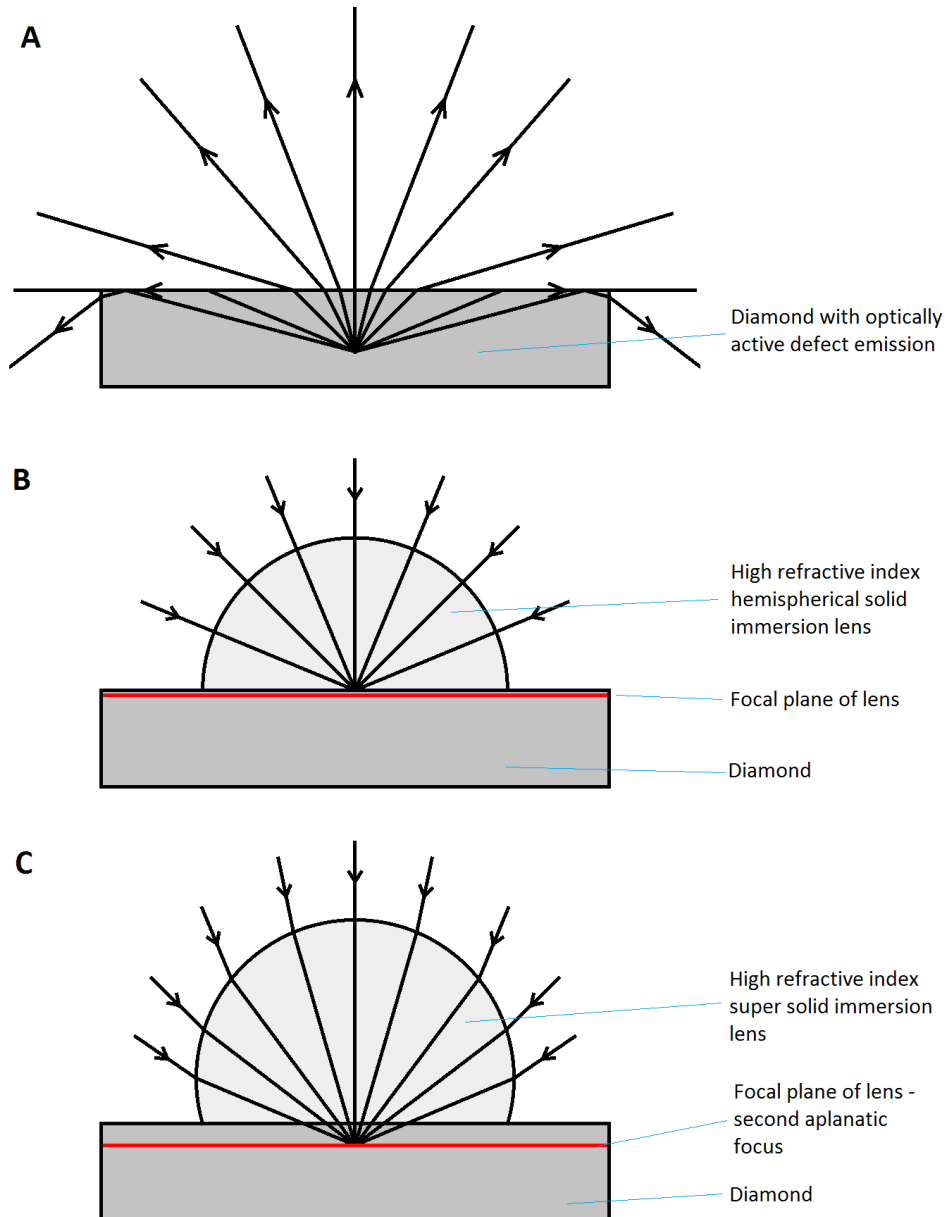 A
Diamond with optically
active defect emission
B
High refractive index
hemispherical solid
immersion lens
Focal plane of lens
Diamond
C
High refractive index
super solid immersion
lens
Focal plane of lens -
second aplanatic
focus
Diamond